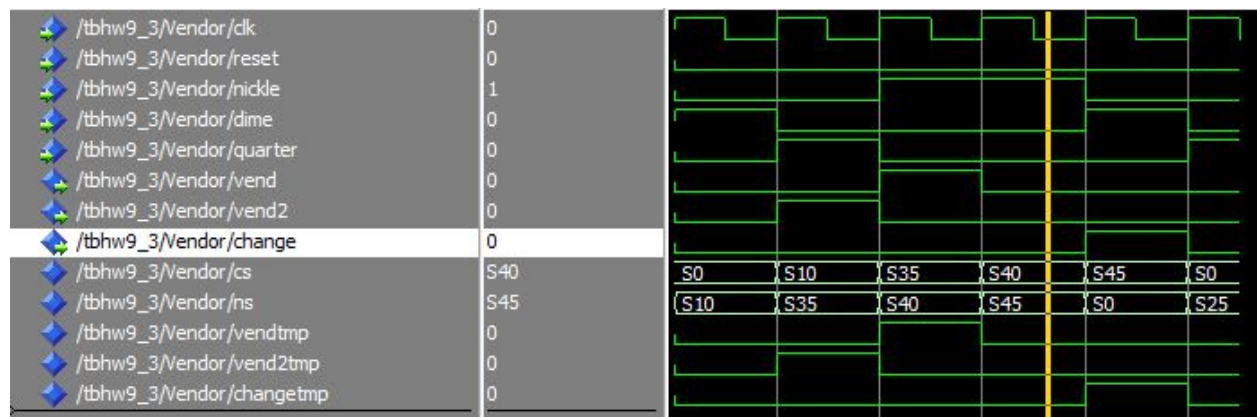 /tbhw9_3/Vendor/clk 0
/tbhw9_3/Vendor/reset 0
/tbhw9_3/Vendor/nickle 1
/tbhw9_3/Vendor/dime 0
/tbhw9_3/Vendor/quarter 0
/tbhw9_3/Vendor/vend 0
/tbhw9_3/Vendor/vend2 0
/tbhw9_3/Vendor/change 0
/tbhw9_3/Vendor/cs S40 S0 S10 S35 S40 S45 S0
/tbhw9_3/Vendor/ns S45 S10 S35 S40 S45 S0 S25
/tbhw9_3/Vendor/vendtmp 0
/tbhw9_3/Vendor/vend2tmp 0
/tbhw9_3/Vendor/changetmp 0